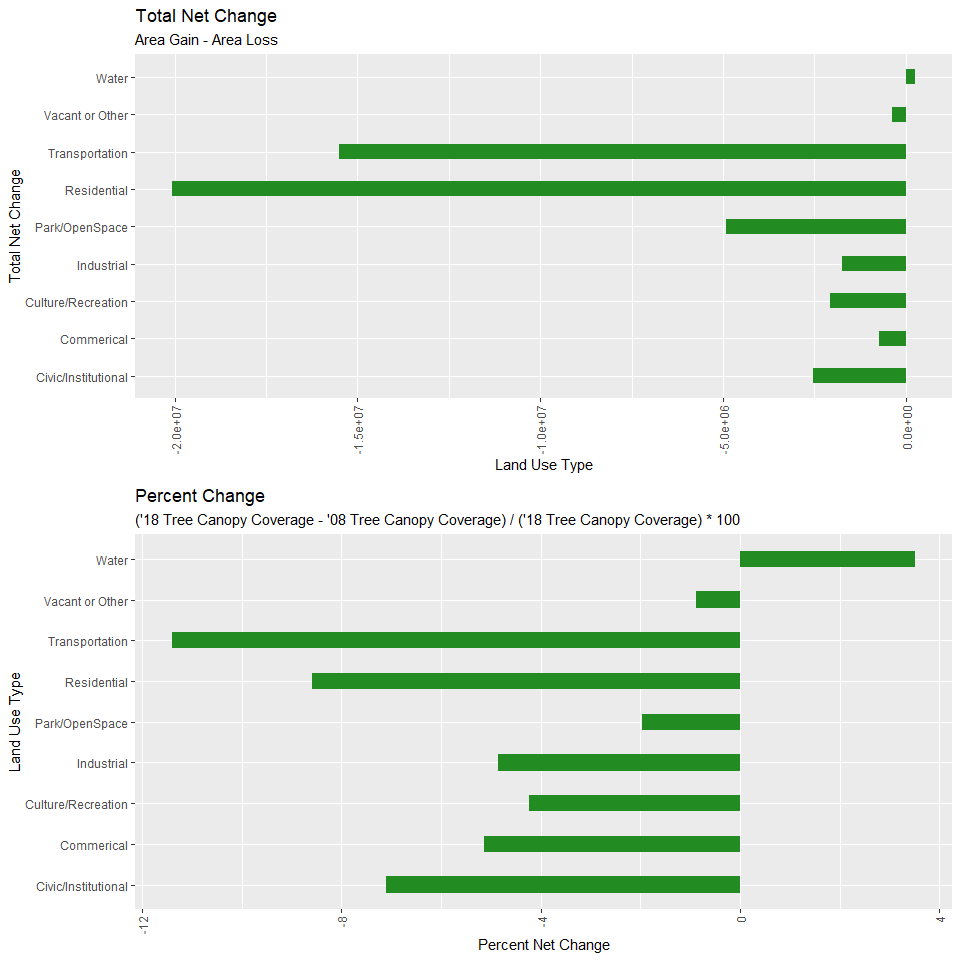 Total Net Change
Area Gain - Area Loss
Total Net Change
Water
Vacant or Other
Transportation
Residential
Park/OpenSpace
Industrial
Culture/Recreation
Commerical
Civic/Institutional
-2.0e+07
-1.5e+07
-1.0e+07
-5.0e+06
0.0e+00
Land Use Type
Percent Change
('18 Tree Canopy Coverage - '08 Tree Canopy Coverage) / ('18 Tree Canopy Coverage) * 100
Land Use Type
Water
Vacant or Other
Transportation
Residential
Park/OpenSpace
Industrial
Culture/Recreation
Commerical
Civic/Institutional
-12
-8
-4
0
4
Percent Net Change